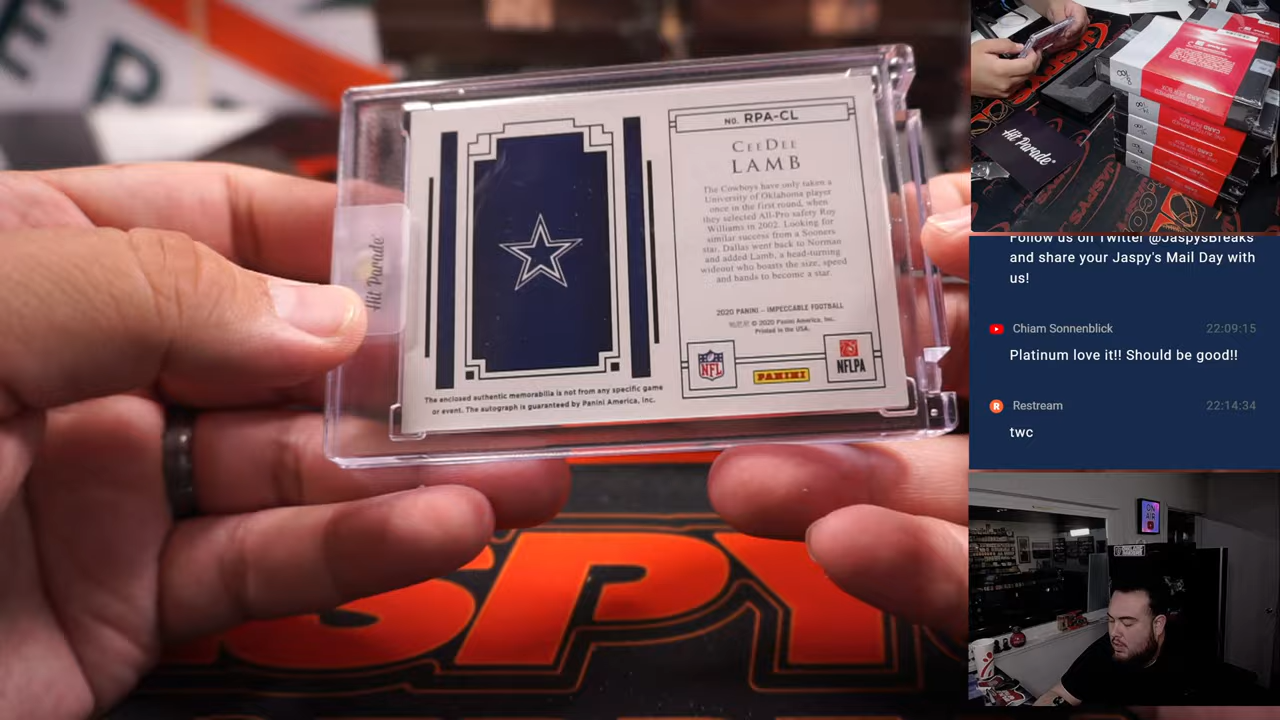 EP
NO. RPA-CL
CEEDEE
LAMB
The Cowboys have only taken a
University of Oklahoma player
once in the first round, when
they selected All-Pro safety Roy
Williams in 2002. Looking for
similar success from a Sooners
star, Dallas went back to Norman
and added Lamb, a head-turning
wideout who boasts the size, speed
and hands to become a star.
2020 PANINI – IMPECCABLE FOOTBALL
© 2020 Panini America, Inc.
Printed in the USA.
NFL
PANINI
NFLPA
The enclosed authentic memorabilia is not from any specific game
or event. The autograph is guaranteed by Panini America, Inc.
Hit Parade
SPY
Hit Parade
JASPYS
Follow us on Twitter @JaspysBreaks
and share your Jaspy's Mail Day with
us!
Chiam Sonnenblick 22:09:15
Platinum love it!! Should be good!!
Restream 22:14:34
twc
ON
AIR